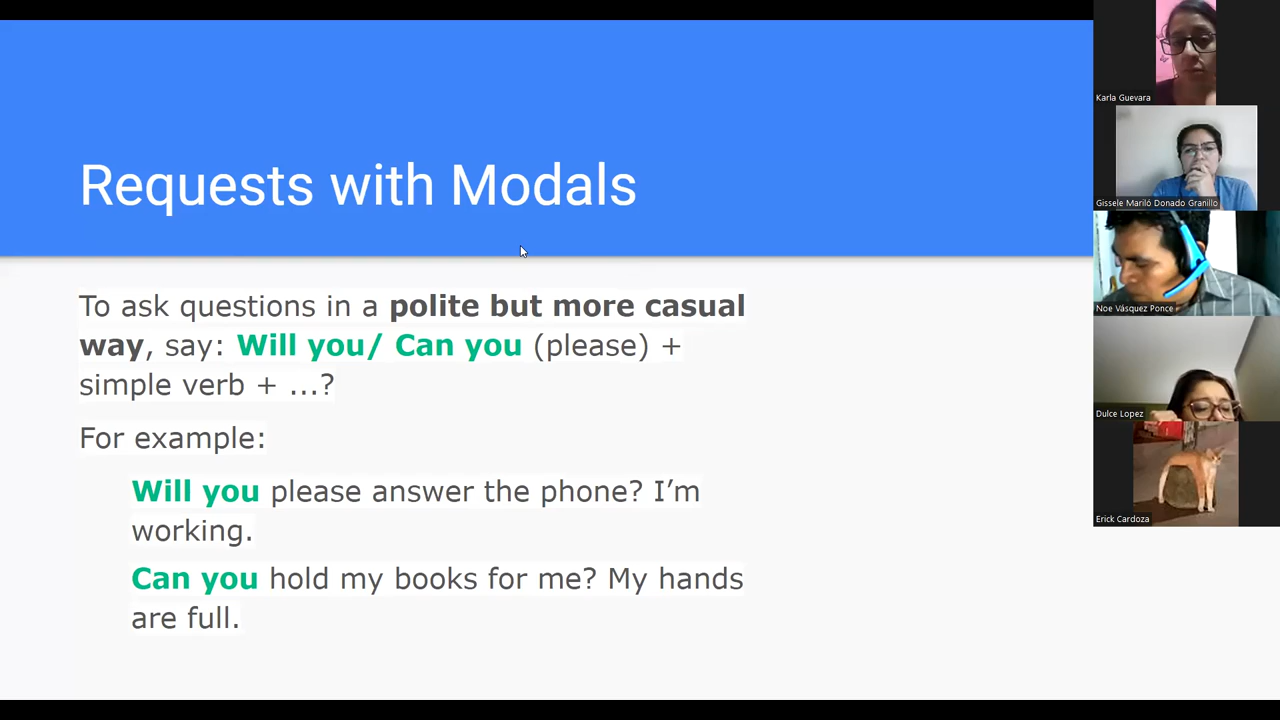 Requests with Modals
To ask questions in a polite but more casual
way, say: Will you/ Can you (please) +
simple verb + ...?
For example:
Will you please answer the phone? I’m
working.
Can you hold my books for me? My hands
are full.
Karla Guevara
Gissele Mariló Donado Granillo
Noe Vásquez Ponce
Dulce Lopez
Erick Cardoza